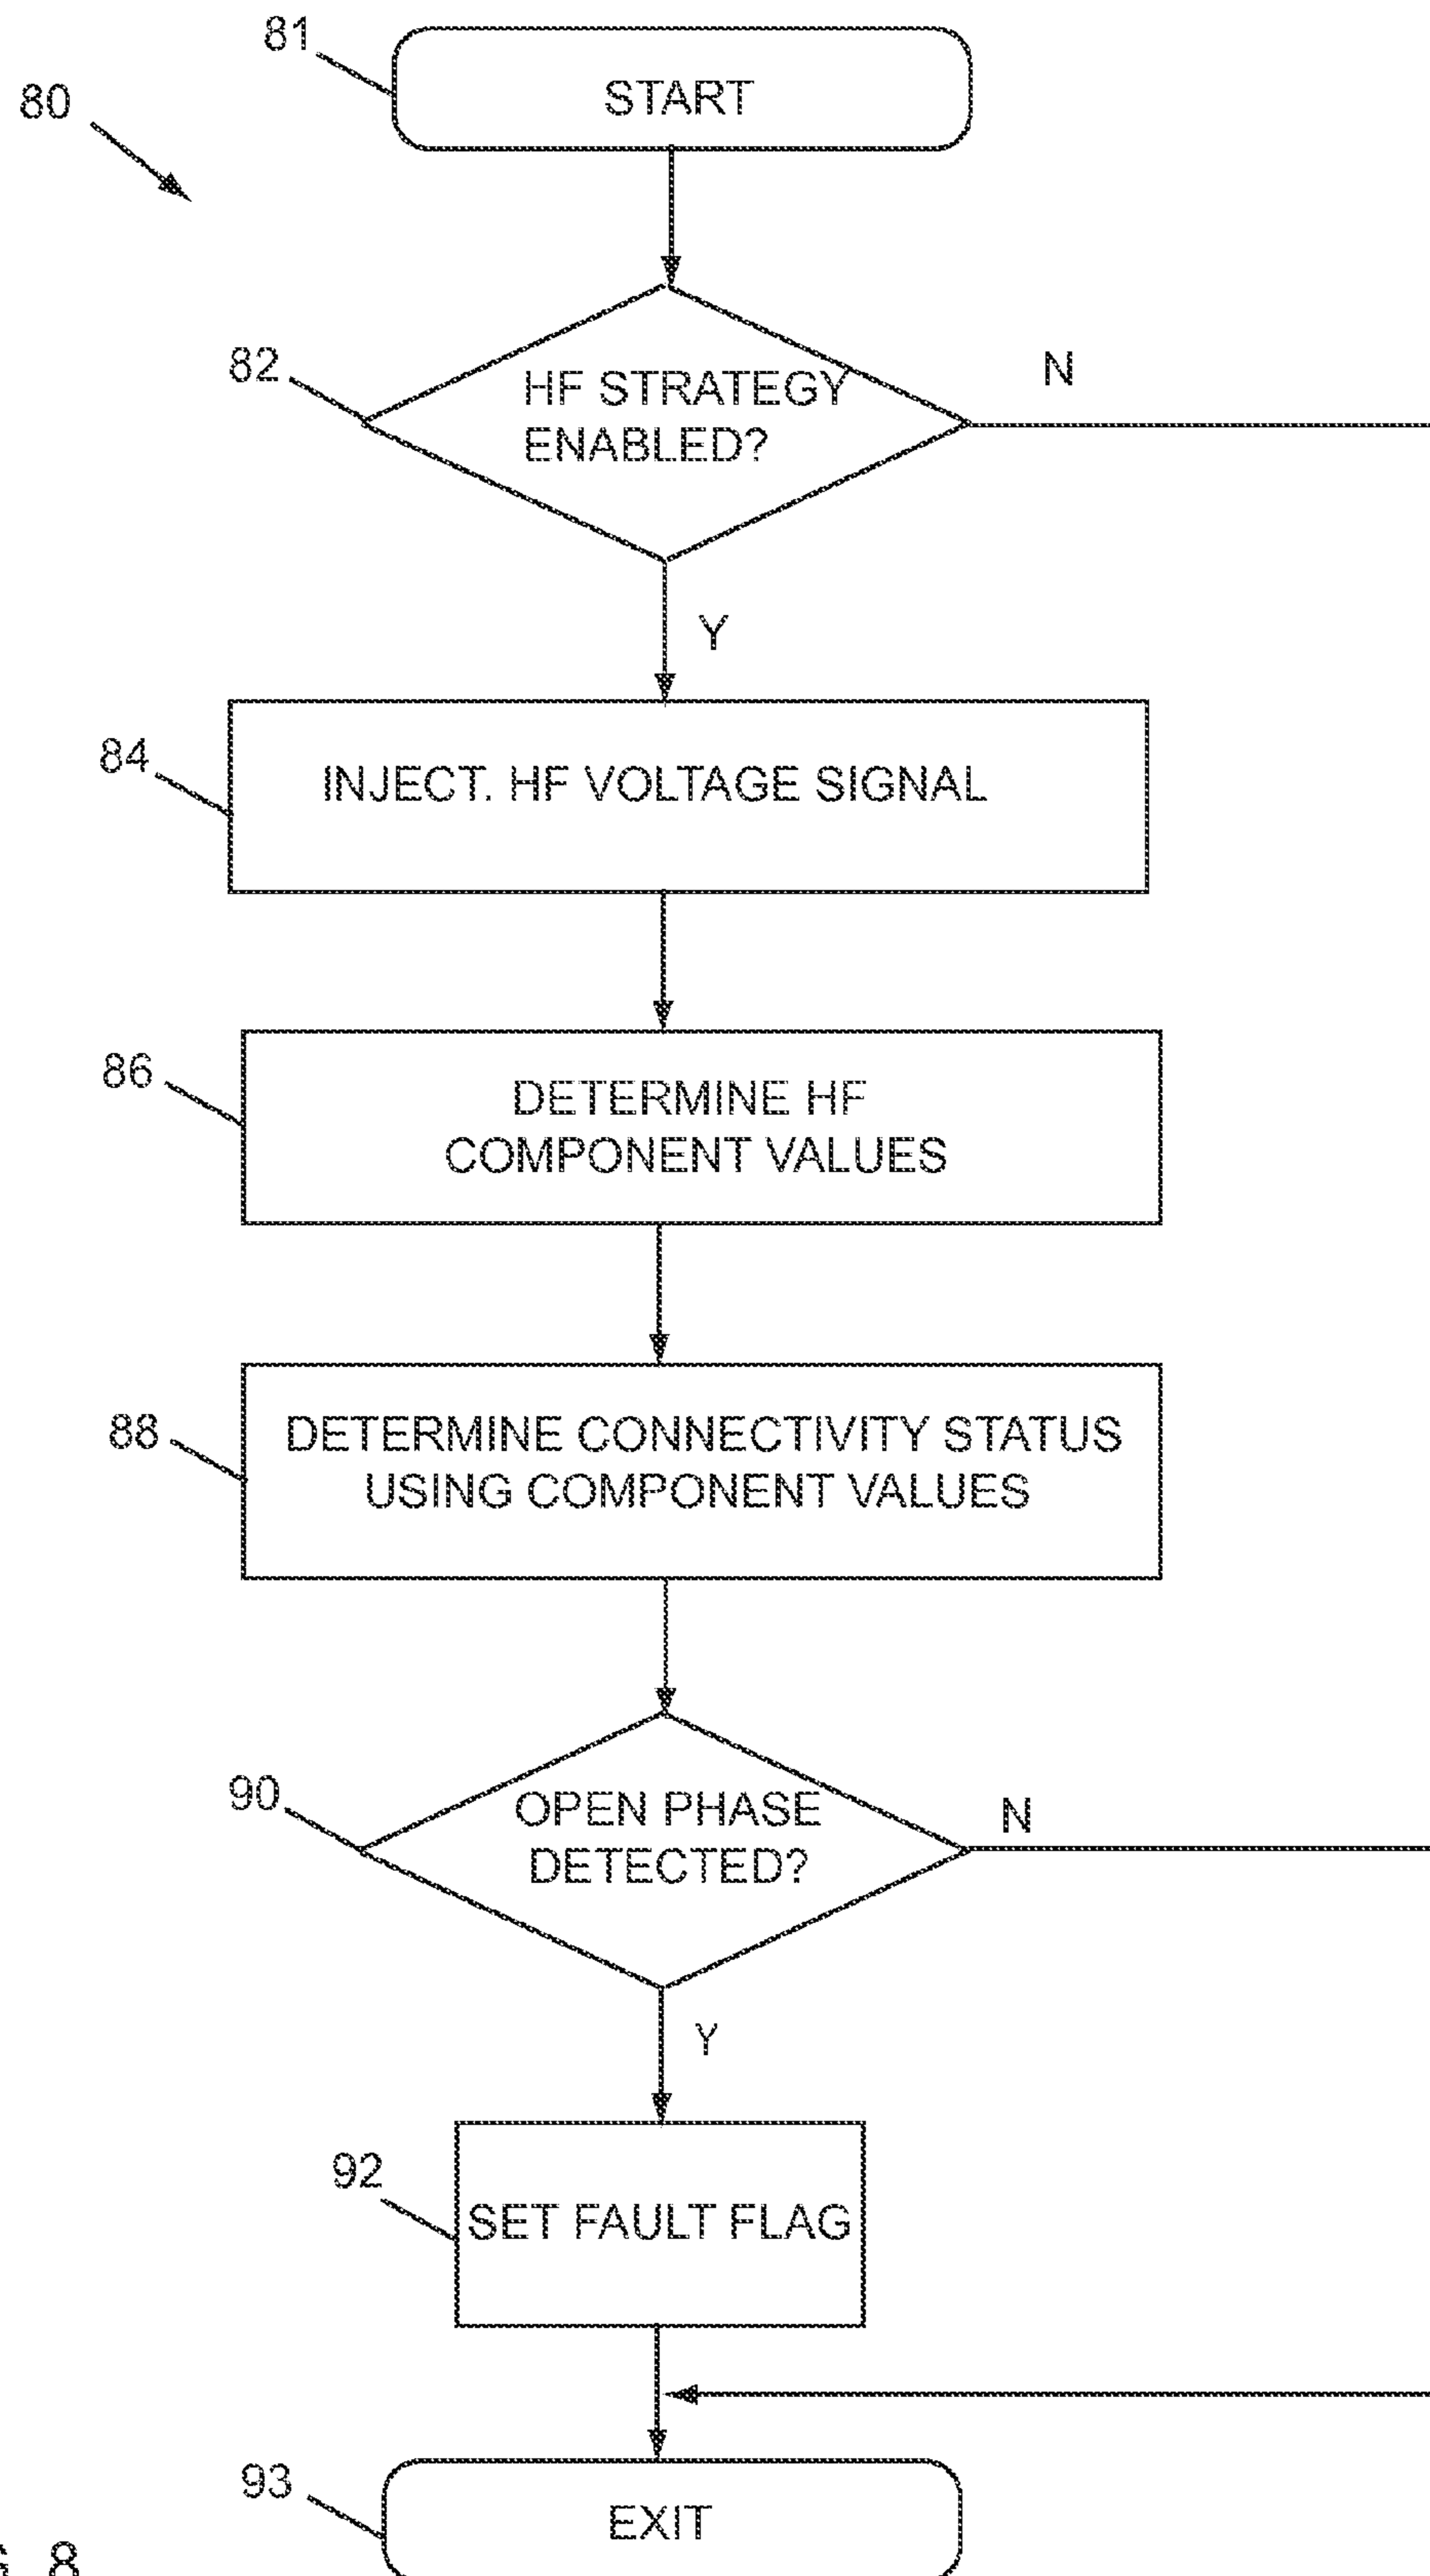 81
START
80
82
HF STRATEGY
ENABLED?
N
Y
84
INJECT. HF VOLTAGE SIGNAL
86
DETERMINE HF
COMPONENT VALUES
88
DETERMINE CONNECTIVITY STATUS
USING COMPONENT VALUES
90
OPEN PHASE
DETECTED?
N
Y
92
SET FAULT FLAG
93
EXIT
8